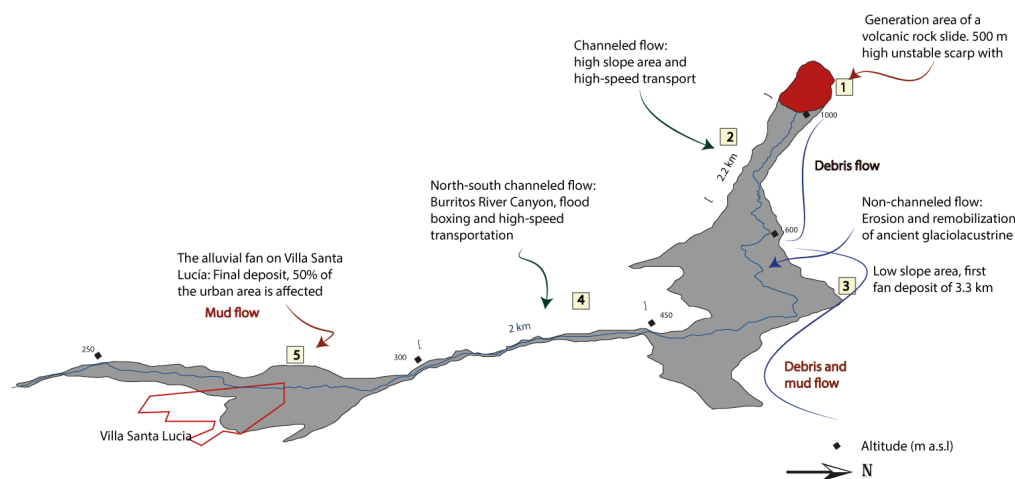 Generation area of a
volcanic rock slide. 500 m
high unstable scarp with
1
1000
Channeled flow:
high slope area and
high-speed transport
2
2.2 km
Debris flow
Non-channeled flow:
Erosion and remobilization
of ancient glaciolacustrine
600
Low slope area, first
fan deposit of 3.3 km
3
Debris and
mud flow
North-south channeled flow:
Burritos River Canyon, flood
boxing and high-speed
transportation
4
450
2 km
300
The alluvial fan on Villa Santa
Lucía: Final deposit, 50% of
the urban area is affected
Mud flow
5
250
Villa Santa Lucia
Altitude (m a.s.l)
N